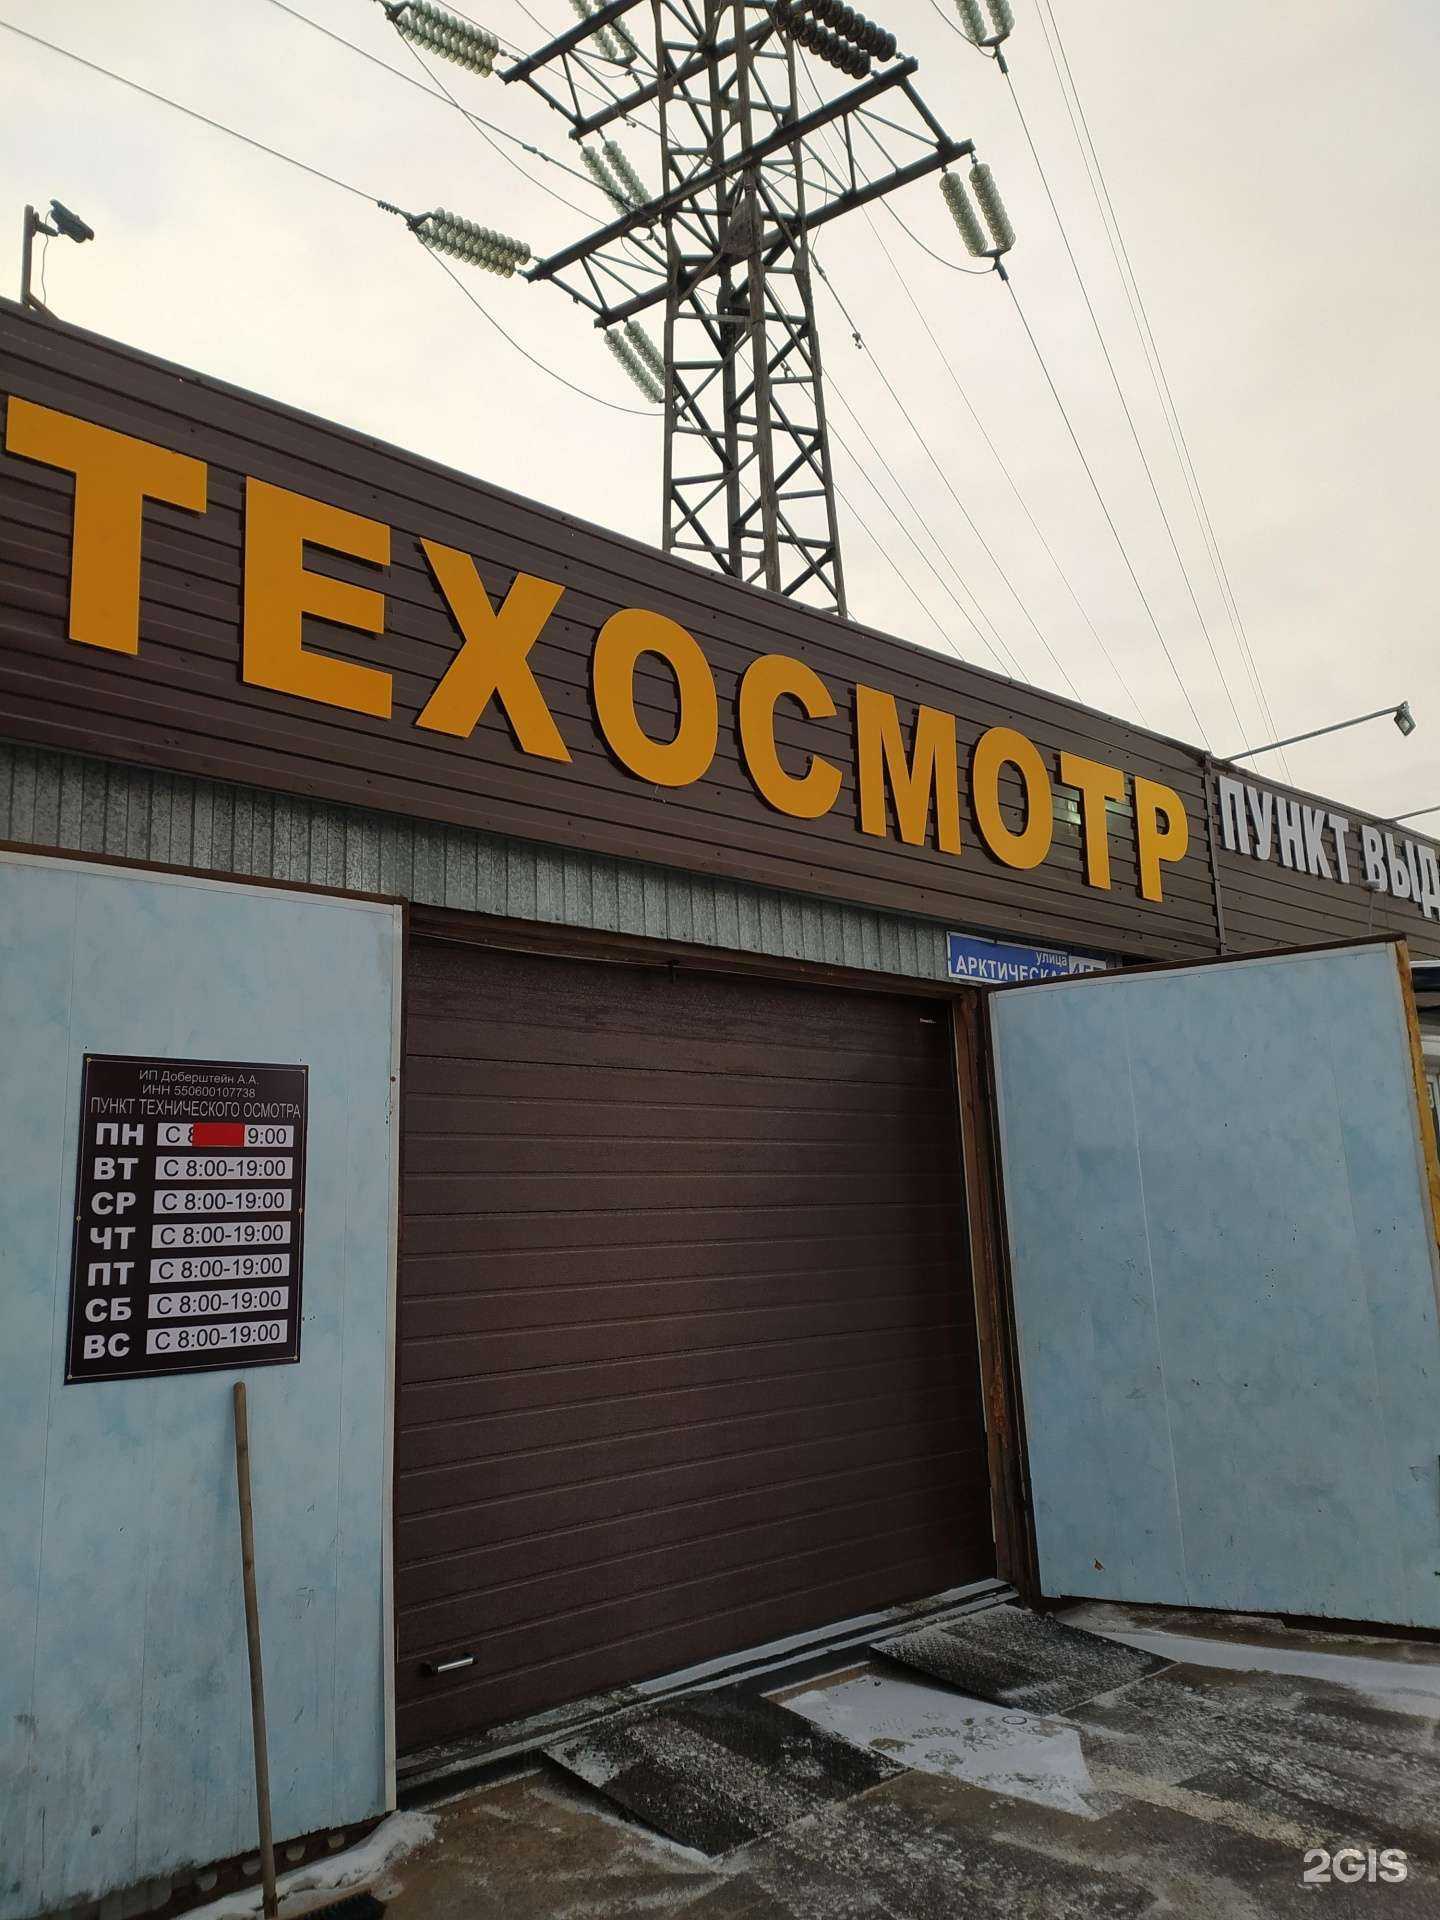 ТЕХОСМОТР
ПУНКТ
улица
АРКТИЧЕСКАЯ
ИП Доберштейн А.А.
ИНН 550600107738
ПУНКТ ТЕХНИЧЕСКОГО ОСМОТРА
ПН С 9:00
ВТ С 8:00-19:00
СР С 8:00-19:00
ЧТ С 8:00-19:00
ПТ С 8:00-19:00
СБ С 8:00-19:00
ВС С 8:00-19:00
2GIS